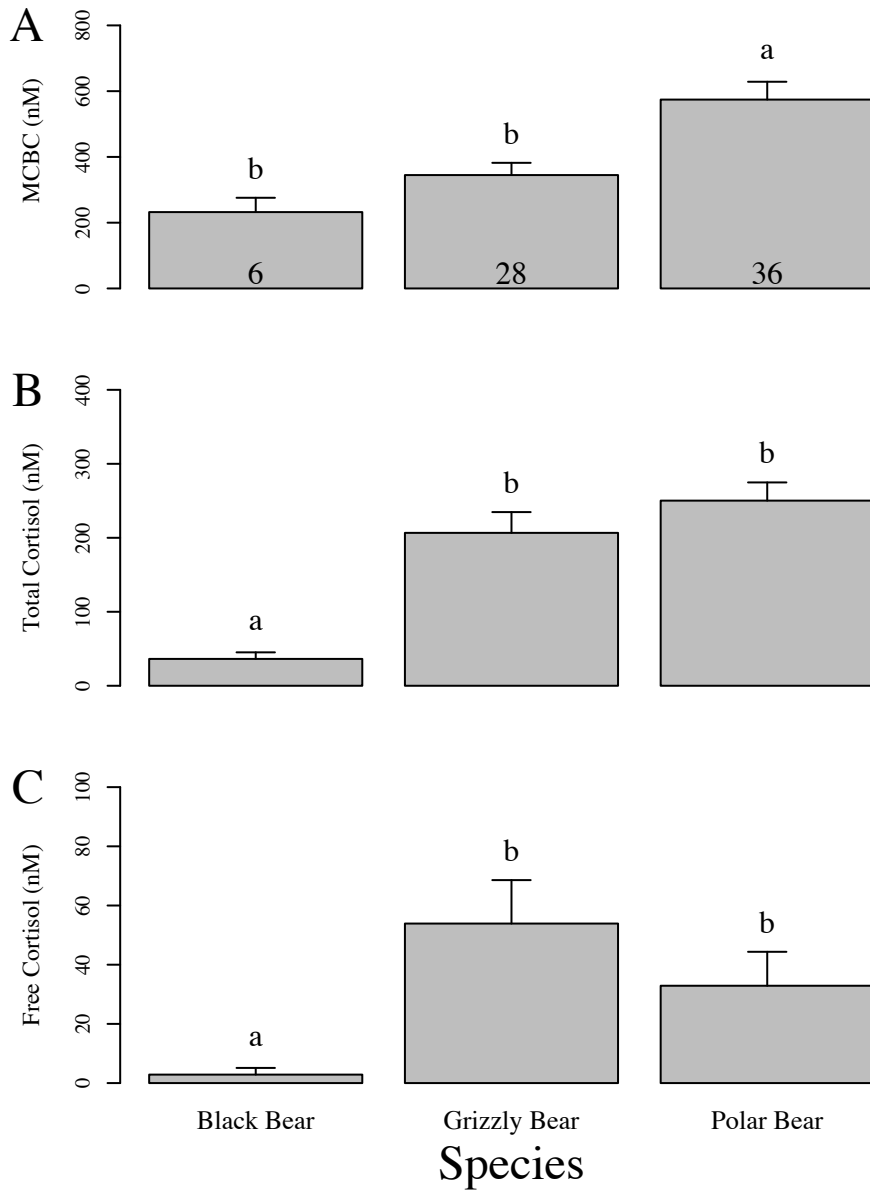 A
MCBC (nM)
800
600
400
200
0
b
b
a
6
28
36
B
Total Cortisol (nM)
400
300
200
100
0
a
b
b
C
Free Cortisol (nM)
100
80
60
40
20
0
a
b
b
Black Bear
Grizzly Bear
Polar Bear
Species